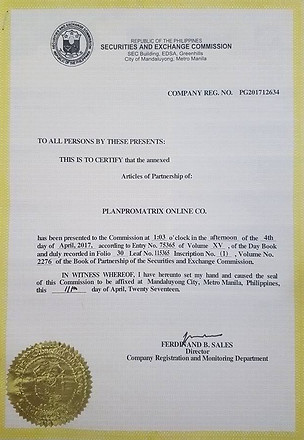 REPUBLIC OF THE PHILIPPINES
SECURITIES AND EXCHANGE COMMISSION
SEC Building, EDSA, Greenhills
City of Mandaluyong, Metro Manila
COMPANY REG. NO. PG201712634
TO ALL PERSONS BY THESE PRESENTS:
THIS IS TO CERTIFY that the annexed
Articles of Partnership of:
PLANPROMATRIX ONLINE CO.
has been presented to the Commission at 1:03 o'clock in the afternoon of the 4th
day of April, 2017, according to Entry No. 75365 of Volume XV, of the Day Book
and duly recorded in Folio 30 Leaf No. 115365 Inscription No. (1), Volume No.
2276 of the Book of Partnership of the Securities and Exchange Commission.
IN WITNESS WHEREOF, I have hereunto set my hand and caused the seal
of this Commission to be affixed at Mandaluyong City, Metro Manila, Philippines,
this 11th day of April, Twenty Seventeen.
FERDINAND B. SALES
Director
Company Registration and Monitoring Department